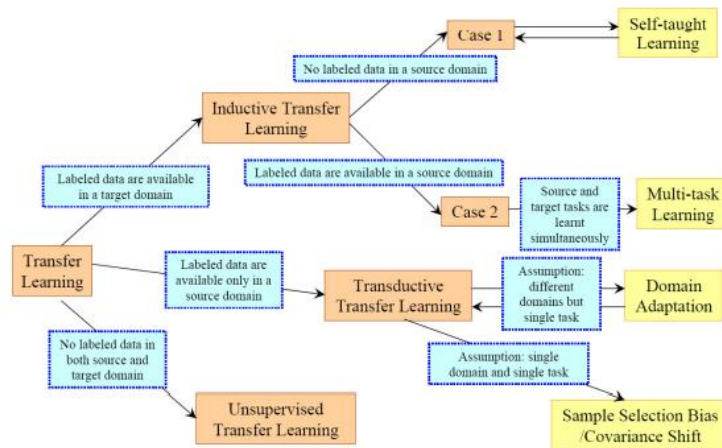 Case 1
Self-taught
Learning
No labeled data in a source domain
Inductive Transfer
Learning
Labeled data are available
in a target domain
Labeled data are available in a source domain
Case 2
Source and
target tasks are
learnt
simultaneously
Multi-task
Learning
Transfer
Learning
Labeled data are
available only in a
source domain
Transductive
Transfer Learning
Assumption:
different
domains but
single task
Domain
Adaptation
No labeled data in
both source and
target domain
Assumption: single
domain and single task
Unsupervised
Transfer Learning
Sample Selection Bias
/Covariance Shift